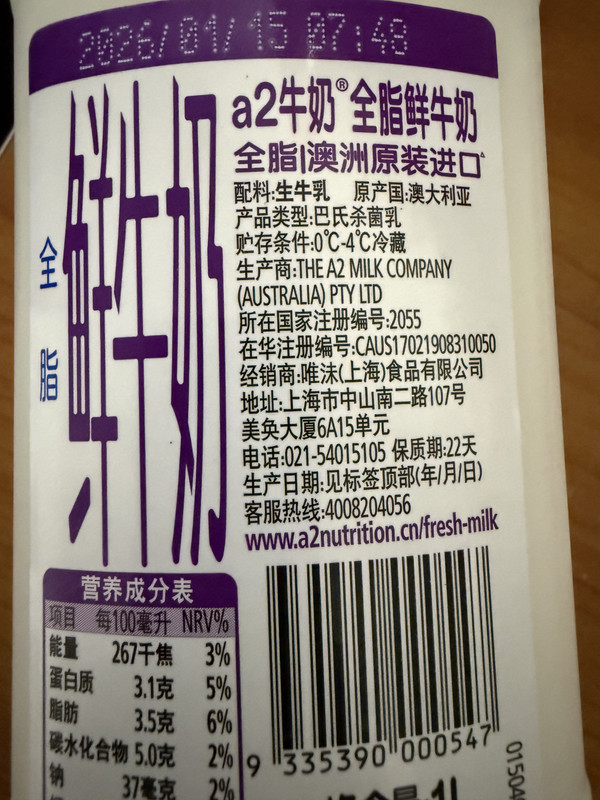 2026/01/15 07:48
鲜牛奶
全脂
a2牛奶®全脂鲜牛奶
全脂|澳洲原装进口△
配料:生牛乳 原产国:澳大利亚
产品类型:巴氏杀菌乳
贮存条件:0℃-4℃冷藏
生产商:THE A2 MILK COMPANY
(AUSTRALIA) PTY LTD
所在国家注册编号:2055
在华注册编号:CAUS17021908310050
经销商:唯沬(上海)食品有限公司
地址:上海市中山南二路107号
美奂大厦6A15单元
电话:021-54015105 保质期:22天
生产日期:见标签顶部(年/月/日)
客服热线:4008204056
www.a2nutrition.cn/fresh-milk
营养成分表
项目 每100毫升 NRV%
能量 267千焦 3%
蛋白质 3.1克 5%
脂肪 3.5克 6%
碳水化合物 5.0克 2%
钠 37毫克 2%
9 335390 000547
01504